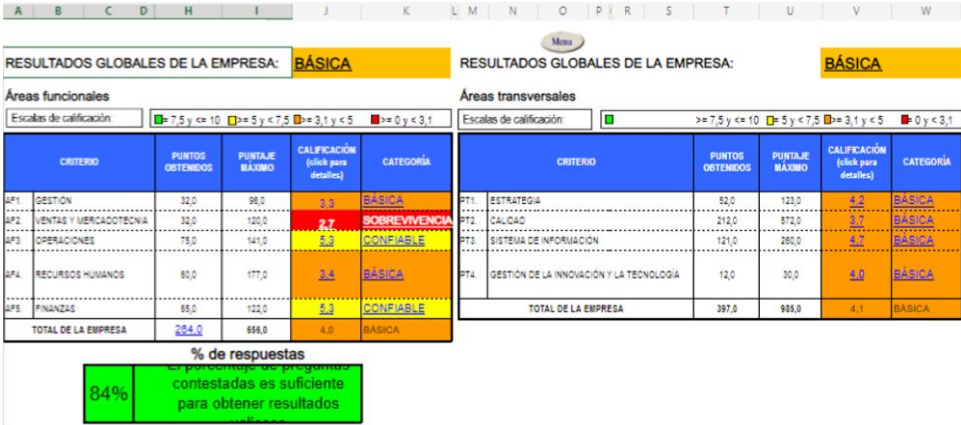 A B C D H I J K L M N O P R S T U V W
Menu
RESULTADOS GLOBALES DE LA EMPRESA: BÁSICA
Áreas funcionales
Escalas de calificación: >= 7,5 y <= 10 >= 5 y < 7,5 >= 3,1 y < 5 >= 0 y < 3,1
CRITERIO PUNTOS OBTENIDOS PUNTAJE MÁXIMO CALIFICACIÓN (click para detalles) CATEGORÍA
AF1. GESTIÓN 32,0 96,0 3,3 BÁSICA
AF2. VENTAS Y MERCADOTECNIA 32,0 120,0 2,7 SOBREVIVENCIA
AF3. OPERACIONES 75,0 141,0 5,3 CONFIABLE
AF4. RECURSOS HUMANOS 60,0 177,0 3,4 BÁSICA
AF5. FINANZAS 65,0 122,0 5,3 CONFIABLE
TOTAL DE LA EMPRESA 264,0 656,0 4,0 BÁSICA
% de respuestas
84%
El porcentaje de preguntas
contestadas es suficiente
para obtener resultados
RESULTADOS GLOBALES DE LA EMPRESA: BÁSICA
Áreas transversales
Escalas de calificación: >= 7,5 y <= 10 = 5 y < 7,5 >= 3,1 y < 5 = 0 y < 3,1
CRITERIO PUNTOS OBTENIDOS PUNTAJE MÁXIMO CALIFICACIÓN (click para detalles) CATEGORÍA
PT1. ESTRATEGIA 52,0 123,0 4,2 BÁSICA
PT2. CALIDAD 212,0 572,0 3,7 BÁSICA
PT3. SISTEMA DE INFORMACIÓN 121,0 260,0 4,7 BÁSICA
PT4. GESTIÓN DE LA INNOVACIÓN Y LA TECNOLOGÍA 12,0 30,0 4,0 BÁSICA
TOTAL DE LA EMPRESA 397,0 985,0 4,1 BÁSICA